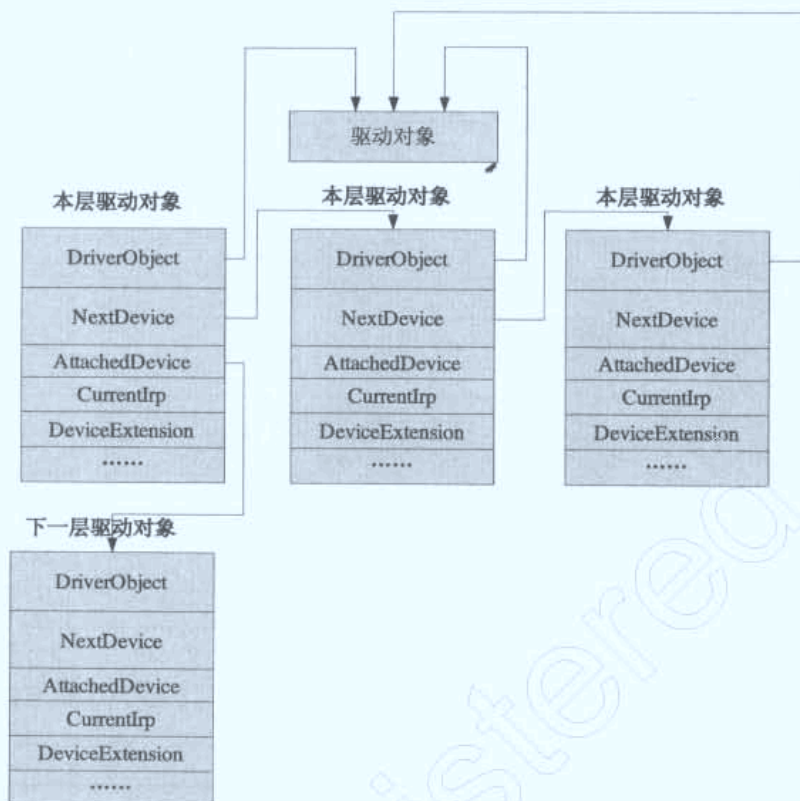 驱动对象
本层驱动对象
本层驱动对象
本层驱动对象
DriverObject
NextDevice
AttachedDevice
CurrentIrp
DeviceExtension
......
DriverObject
NextDevice
AttachedDevice
CurrentIrp
DeviceExtension
......
DriverObject
NextDevice
AttachedDevice
CurrentIrp
DeviceExtension
......
下一层驱动对象
DriverObject
NextDevice
AttachedDevice
CurrentIrp
DeviceExtension
......